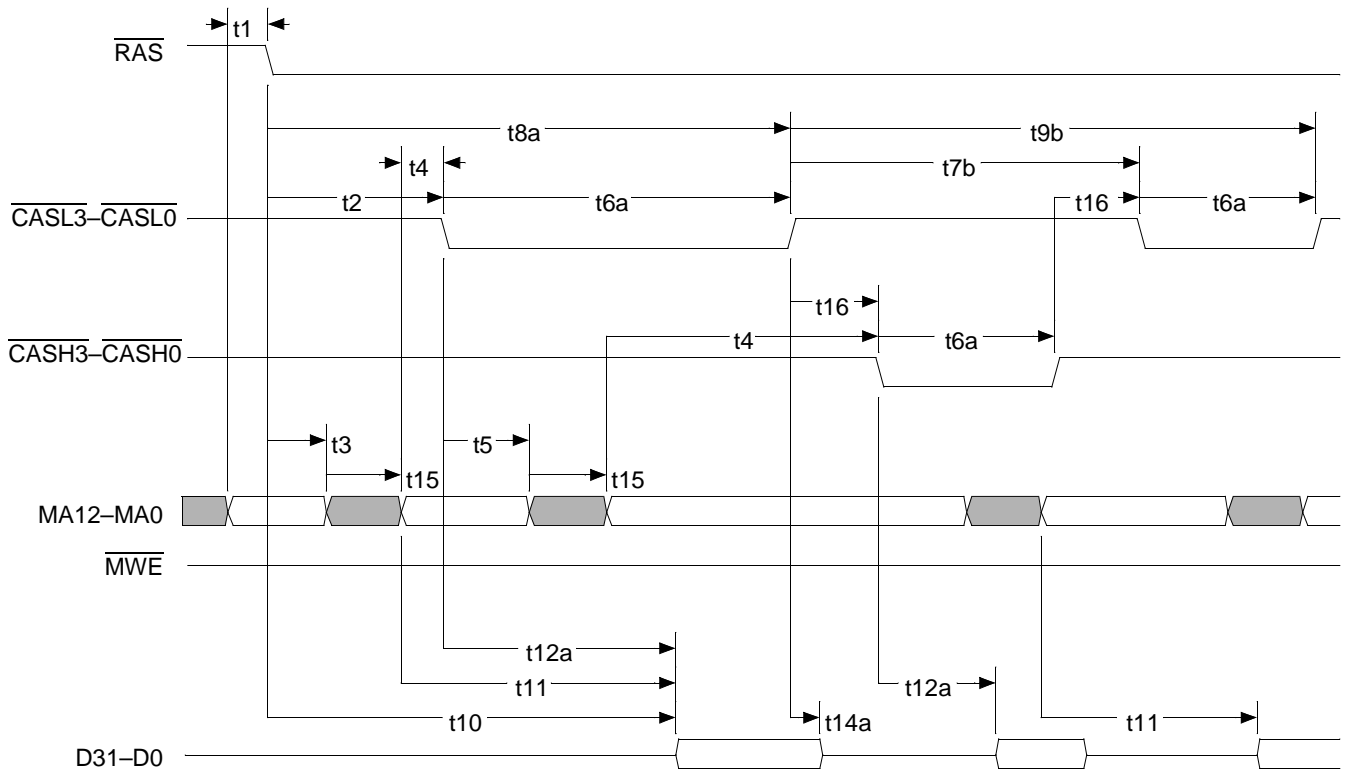 t1
RAS
t8a
t9b
t4
t7b
t2
t6a
t16
t6a
CASL3–CASL0
t16
t4
t6a
CASH3–CASH0
t3
t5
t15
t15
MA12–MA0
MWE
t12a
t11
t12a
t10
t14a
t11
D31–D0